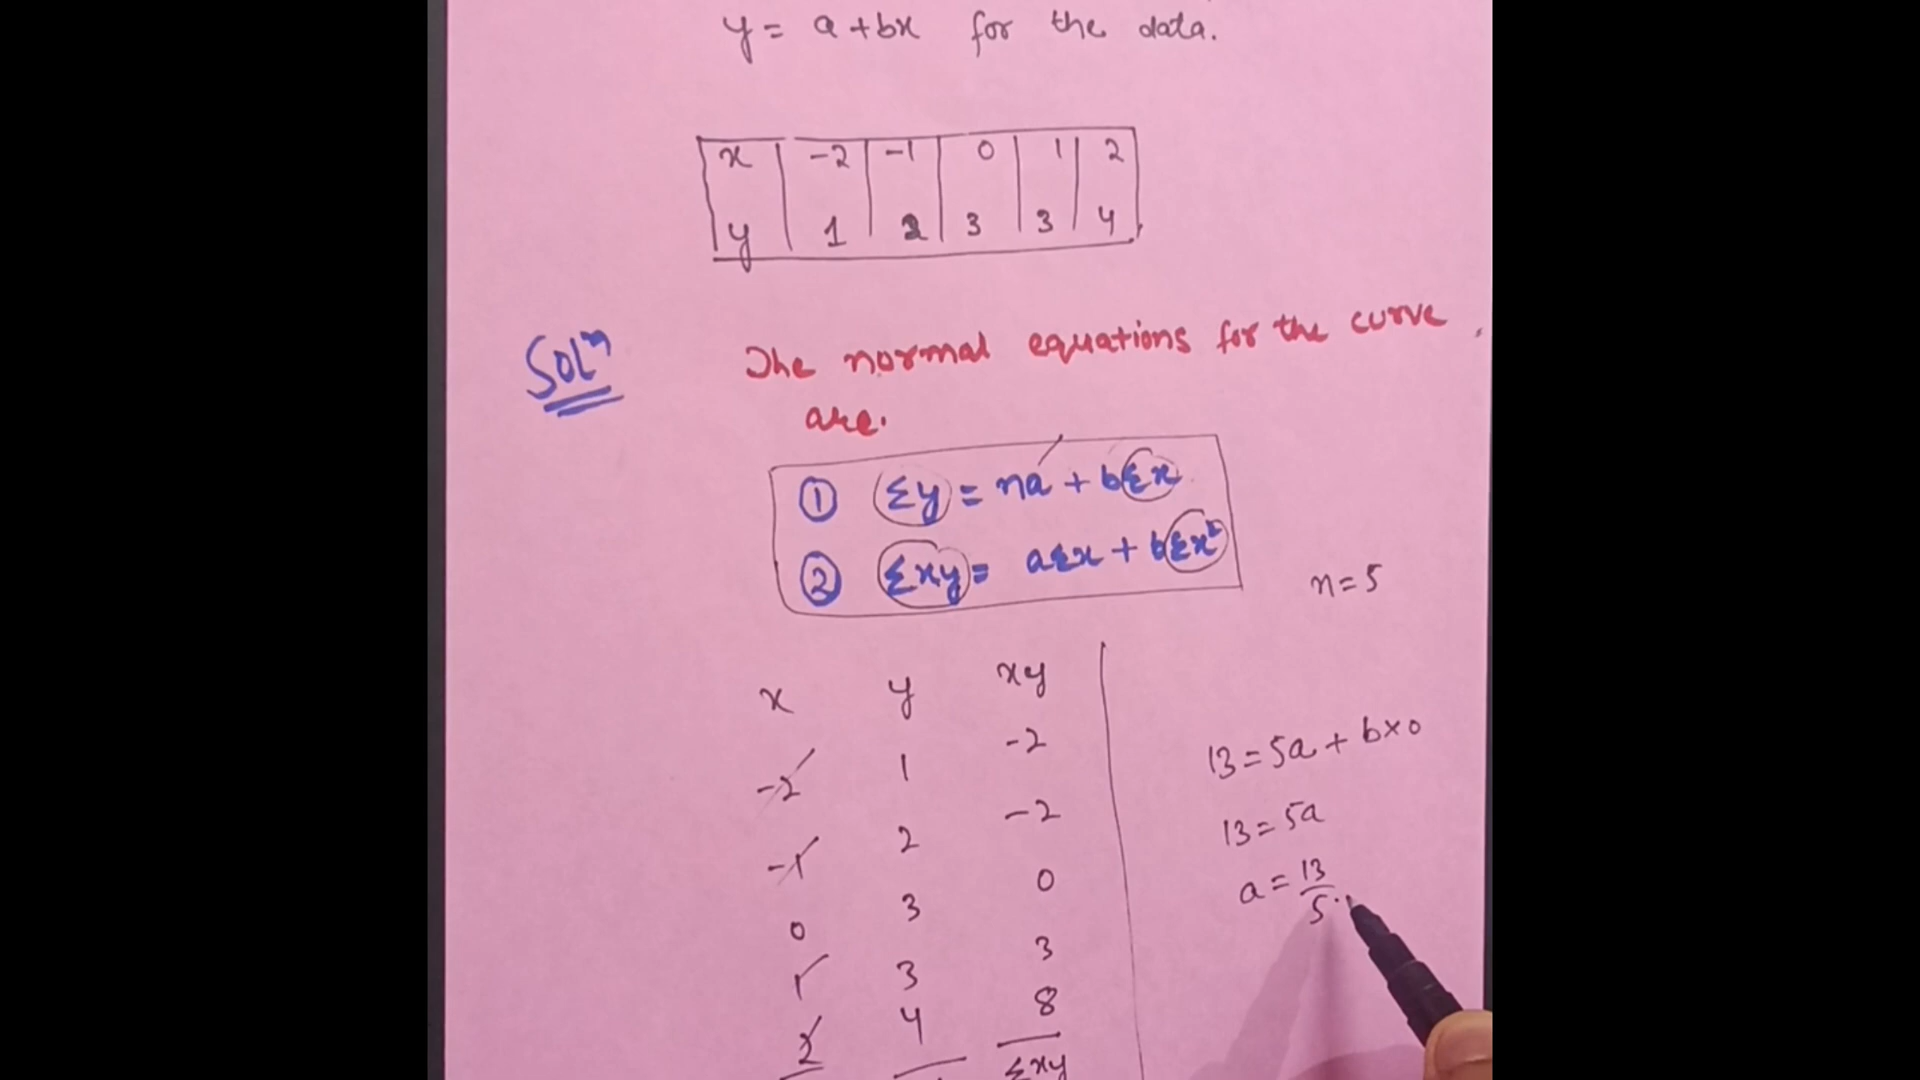 y = a + bx for the data.
x -2 -1 0 1 2
y 1 2 3 3 4
Solⁿ
The normal equations for the curve
are.
① Σy = na + bΣx
② Σxy = aΣx + bΣx²
n = 5
x y xy
-2 1 -2
-1 2 -2
0 3 0
1 3 3
2 4 8
Σxy
13 = 5a + b×0
13 = 5a
a = 13/5